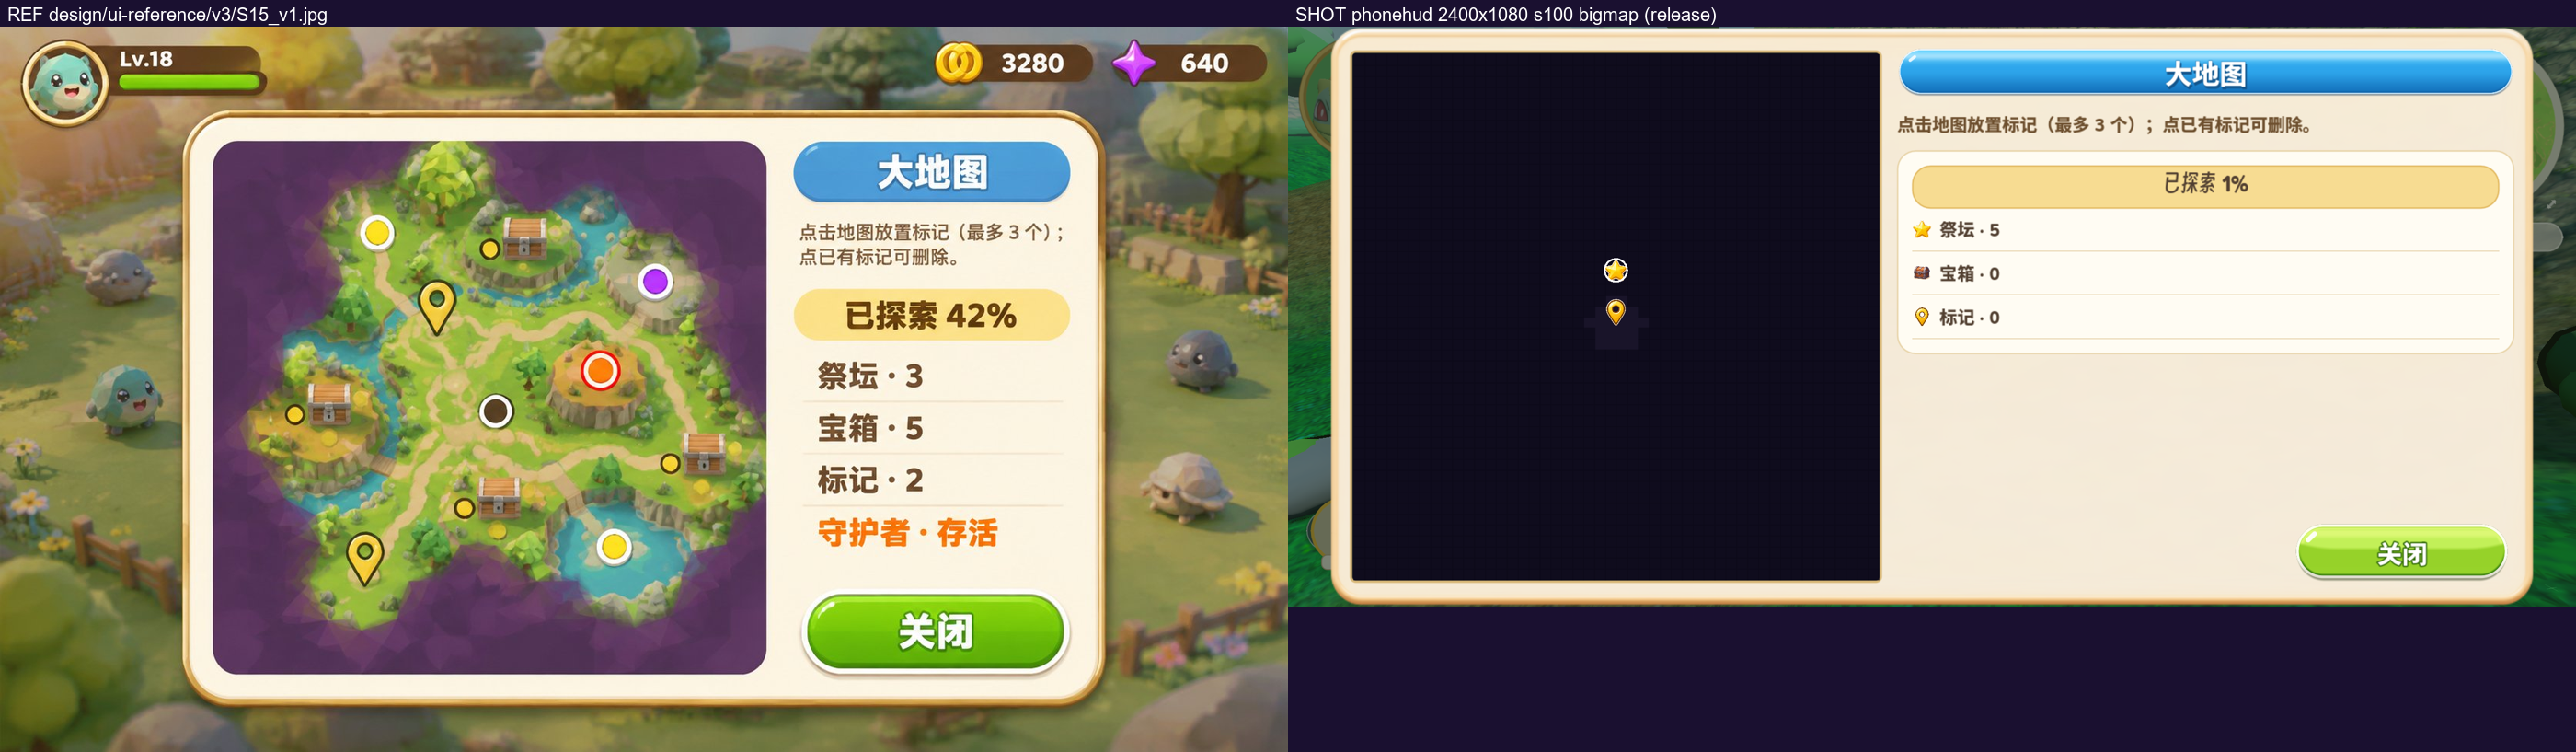 REF design/ui-reference/v3/S15_v1.jpg
Lv.18
3280
640
大地图
点击地图放置标记（最多 3 个）；
点已有标记可删除。
已探索 42%
祭坛 · 3
宝箱 · 5
标记 · 2
守护者 · 存活
关闭
SHOT phonehud 2400x1080 s100 bigmap (release)
大地图
点击地图放置标记（最多 3 个）；点已有标记可删除。
已探索 1%
祭坛 · 5
宝箱 · 0
标记 · 0
关闭